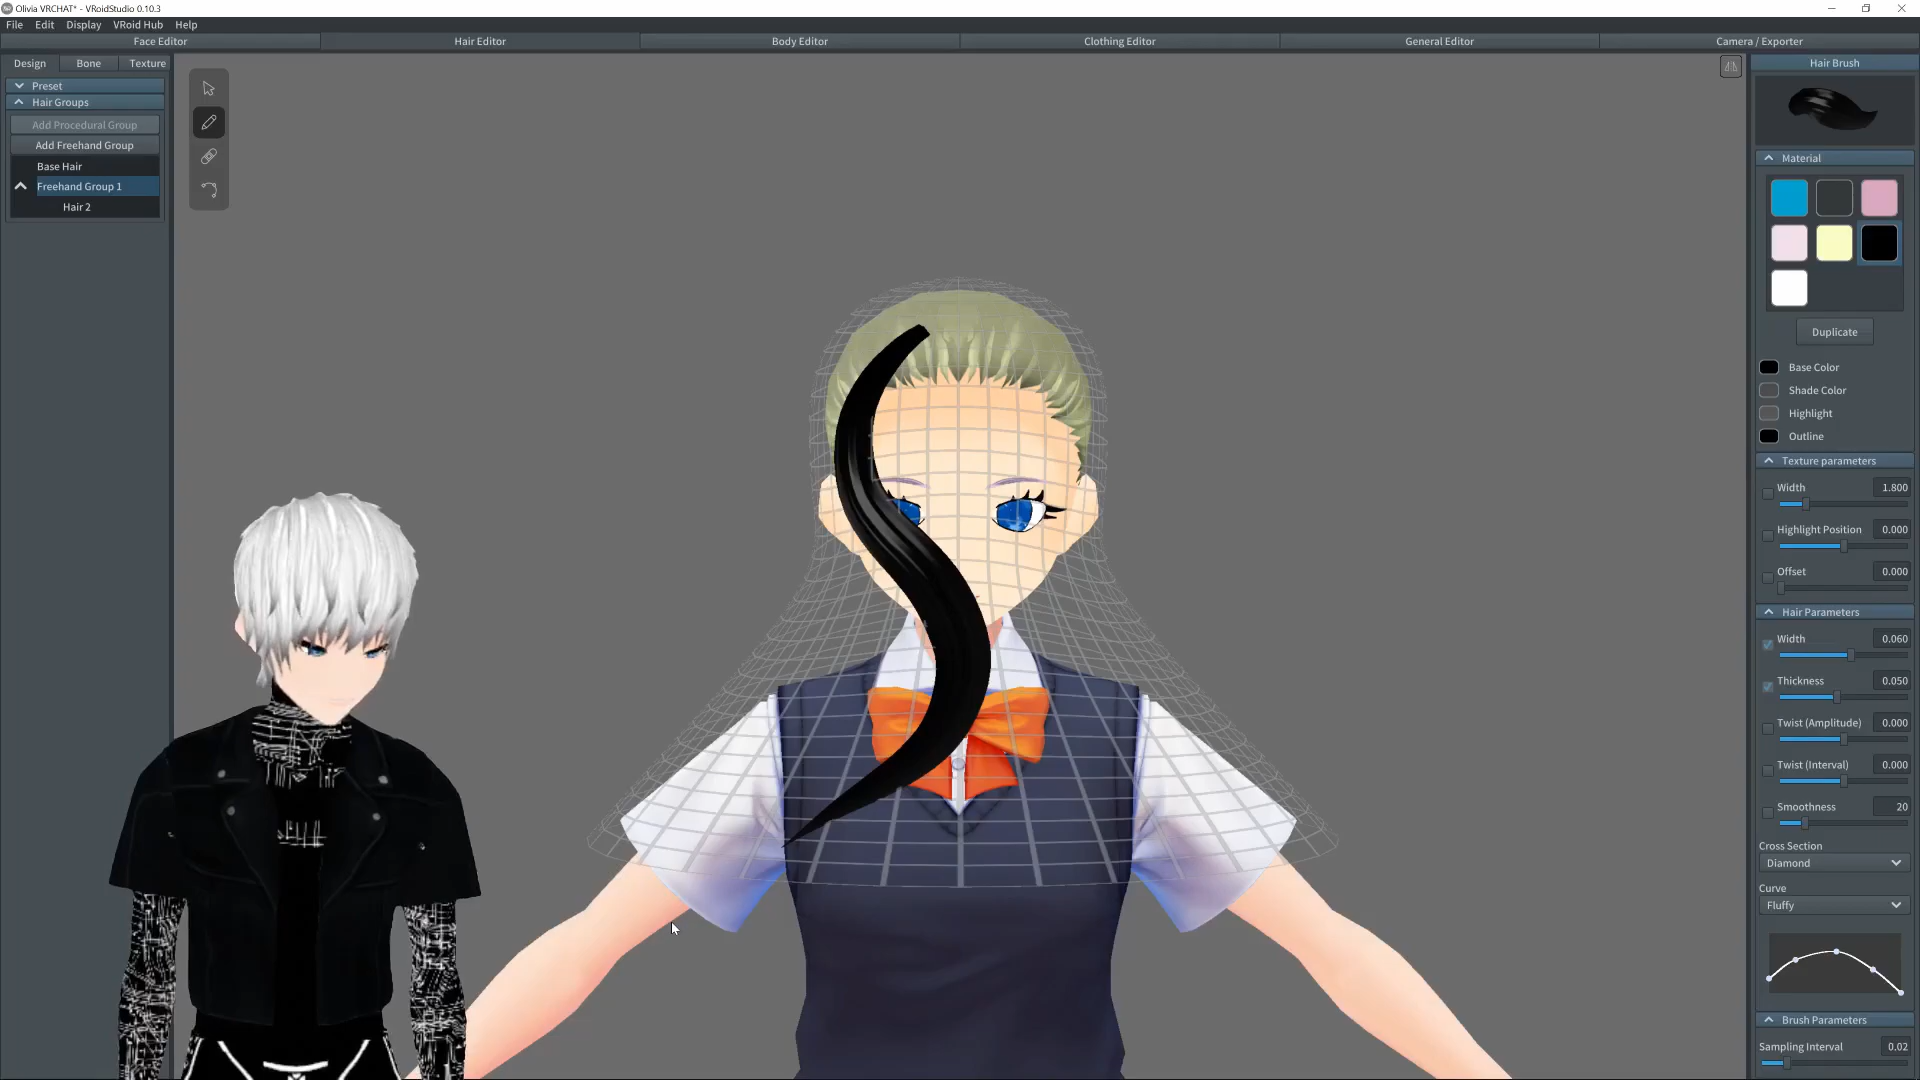 Olivia VRCHAT* - VRoidStudio 0.10.3
File Edit Display VRoid Hub Help
Face Editor Hair Editor Body Editor Clothing Editor General Editor Camera / Exporter
Design Bone Texture
Preset
Hair Groups
Add Procedural Group
Add Freehand Group
Base Hair
Freehand Group 1
Hair 2
Hair Brush
Material
Duplicate
Base Color
Shade Color
Highlight
Outline
Texture parameters
Width 1.800
Highlight Position 0.000
Offset 0.000
Hair Parameters
Width 0.060
Thickness 0.050
Twist (Amplitude) 0.000
Twist (Interval) 0.000
Smoothness 20
Cross Section
Diamond
Curve
Fluffy
Brush Parameters
Sampling Interval 0.02